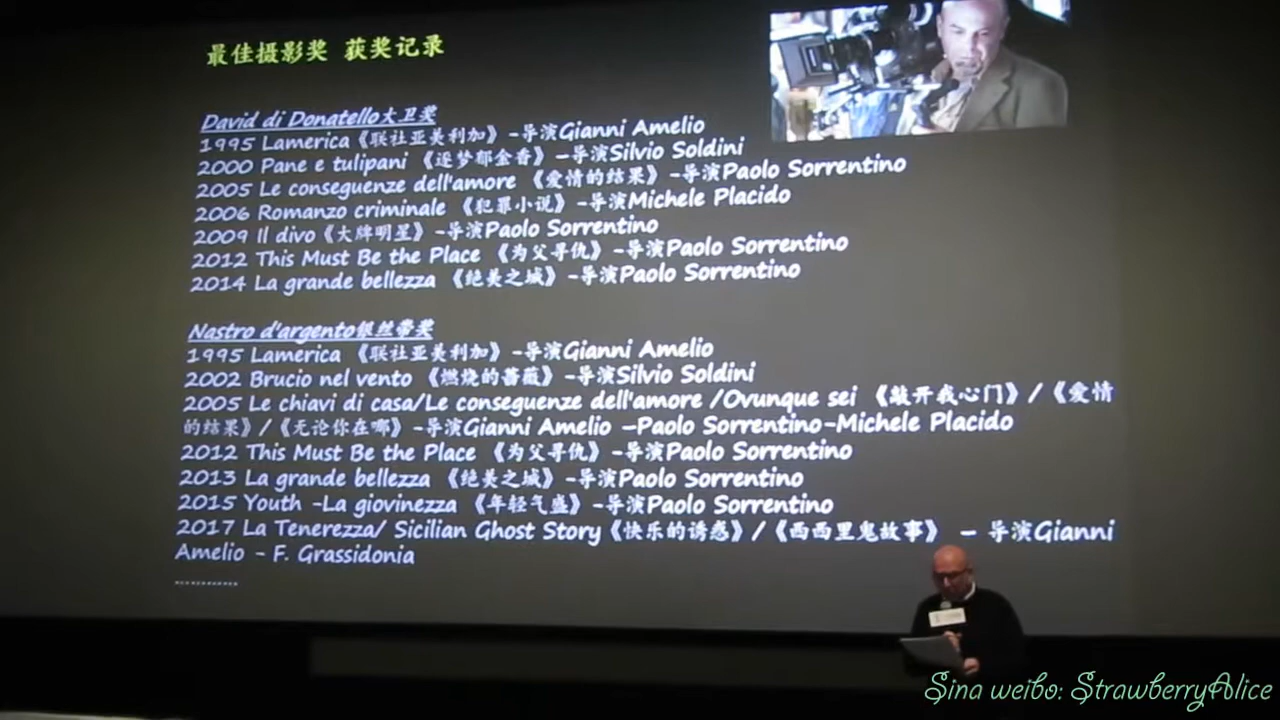 最佳摄影奖 获奖记录
David di Donatello大卫奖
1995 Lamerica《联社亚美利加》-导演Gianni Amelio
2000 Pane e tulipani 《逐梦郁金香》-导演Silvio Soldini
2005 Le conseguenze dell'amore 《爱情的结果》-导演Paolo Sorrentino
2006 Romanzo criminale 《犯罪小说》-导演Michele Placido
2009 Il divo《大牌明星》-导演Paolo Sorrentino
2012 This Must Be the Place 《为父寻仇》-导演Paolo Sorrentino
2014 La grande bellezza 《绝美之城》-导演Paolo Sorrentino
Nastro d'argento银丝带奖
1995 Lamerica 《联社亚美利加》-导演Gianni Amelio
2002 Brucio nel vento 《燃烧的蔷薇》-导演Silvio Soldini
2005 Le chiavi di casa/Le conseguenze dell'amore /Ovunque sei 《敲开我心门》/《爱情
的结果》/《无论你在哪》-导演Gianni Amelio -Paolo Sorrentino-Michele Placido
2012 This Must Be the Place 《为父寻仇》-导演Paolo Sorrentino
2013 La grande bellezza 《绝美之城》-导演Paolo Sorrentino
2015 Youth -La giovinezza 《年轻气盛》-导演Paolo Sorrentino
2017 La Tenerezza/ Sicilian Ghost Story《快乐的诱惑》/《西西里鬼故事》 - 导演Gianni
Amelio - F. Grassidonia
............
Sina weibo: StrawberryAlice